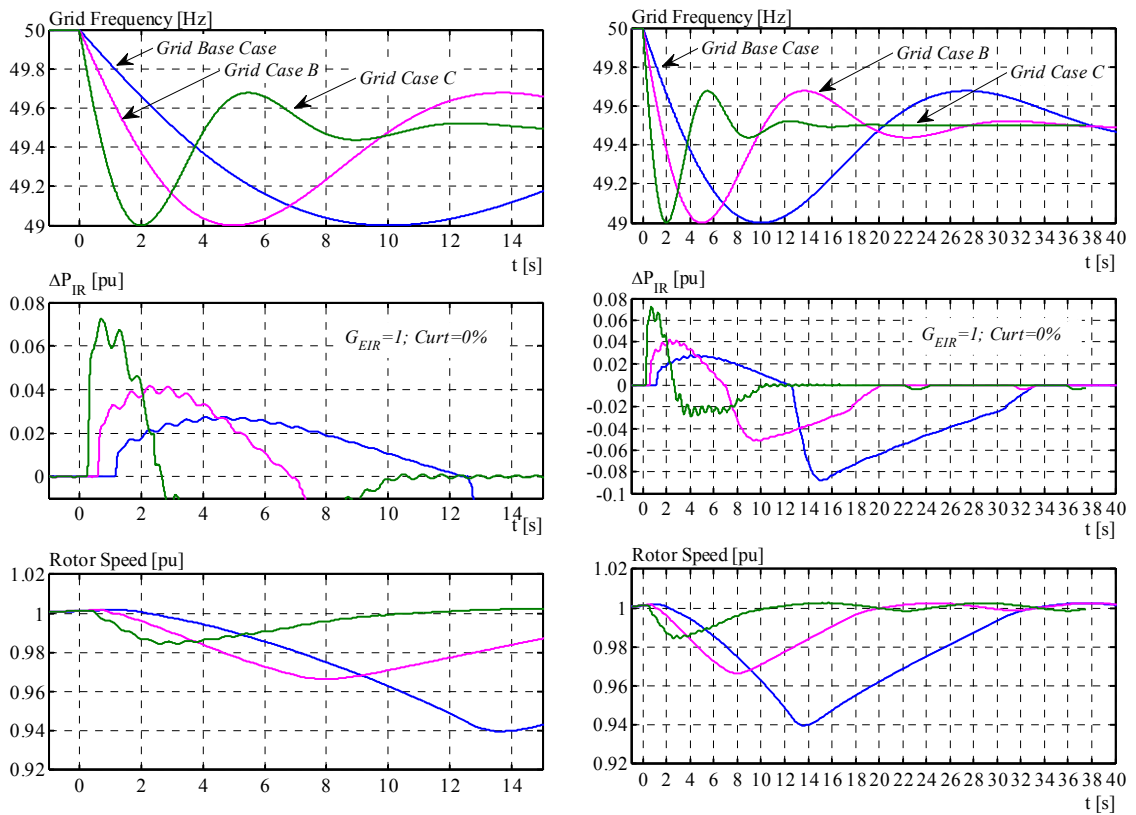 Grid Frequency [Hz]
50
49.8
49.6
49.4
49.2
49
Grid Base Case
Grid Case B
Grid Case C
0 2 4 6 8 10 12 14
t [s]
ΔP_IR [pu]
0.08
0.06
0.04
0.02
0
G_EIR=1; Curt=0%
0 2 4 6 8 10 12 14
t [s]
Rotor Speed [pu]
1.02
1
0.98
0.96
0.94
0.92
0 2 4 6 8 10 12 14
t [s]
Grid Frequency [Hz]
50
49.8
49.6
49.4
49.2
49
Grid Base Case
Grid Case B
Grid Case C
0 2 4 6 8 10 12 14 16 18 20 22 24 26 28 30 32 34 36 38 40
t [s]
ΔP_IR [pu]
0.08
0.06
0.04
0.02
0
-0.02
-0.04
-0.06
-0.08
-0.1
G_EIR=1; Curt=0%
0 2 4 6 8 10 12 14 16 18 20 22 24 26 28 30 32 34 36 38 40
t [s]
Rotor Speed [pu]
1.02
1
0.98
0.96
0.94
0.92
0 2 4 6 8 10 12 14 16 18 20 22 24 26 28 30 32 34 36 38 40
t [s]